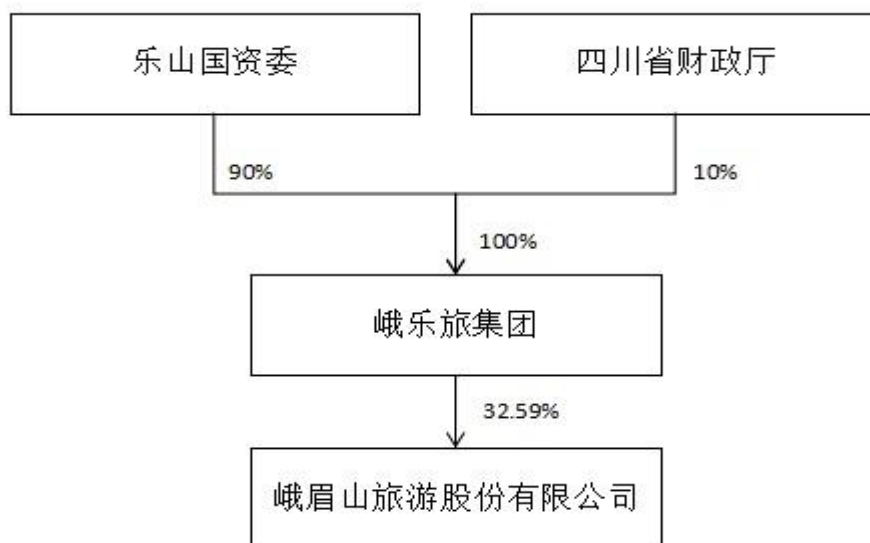 乐山国资委
四川省财政厅
90%
10%
100%
峨乐旅集团
32.59%
峨眉山旅游股份有限公司